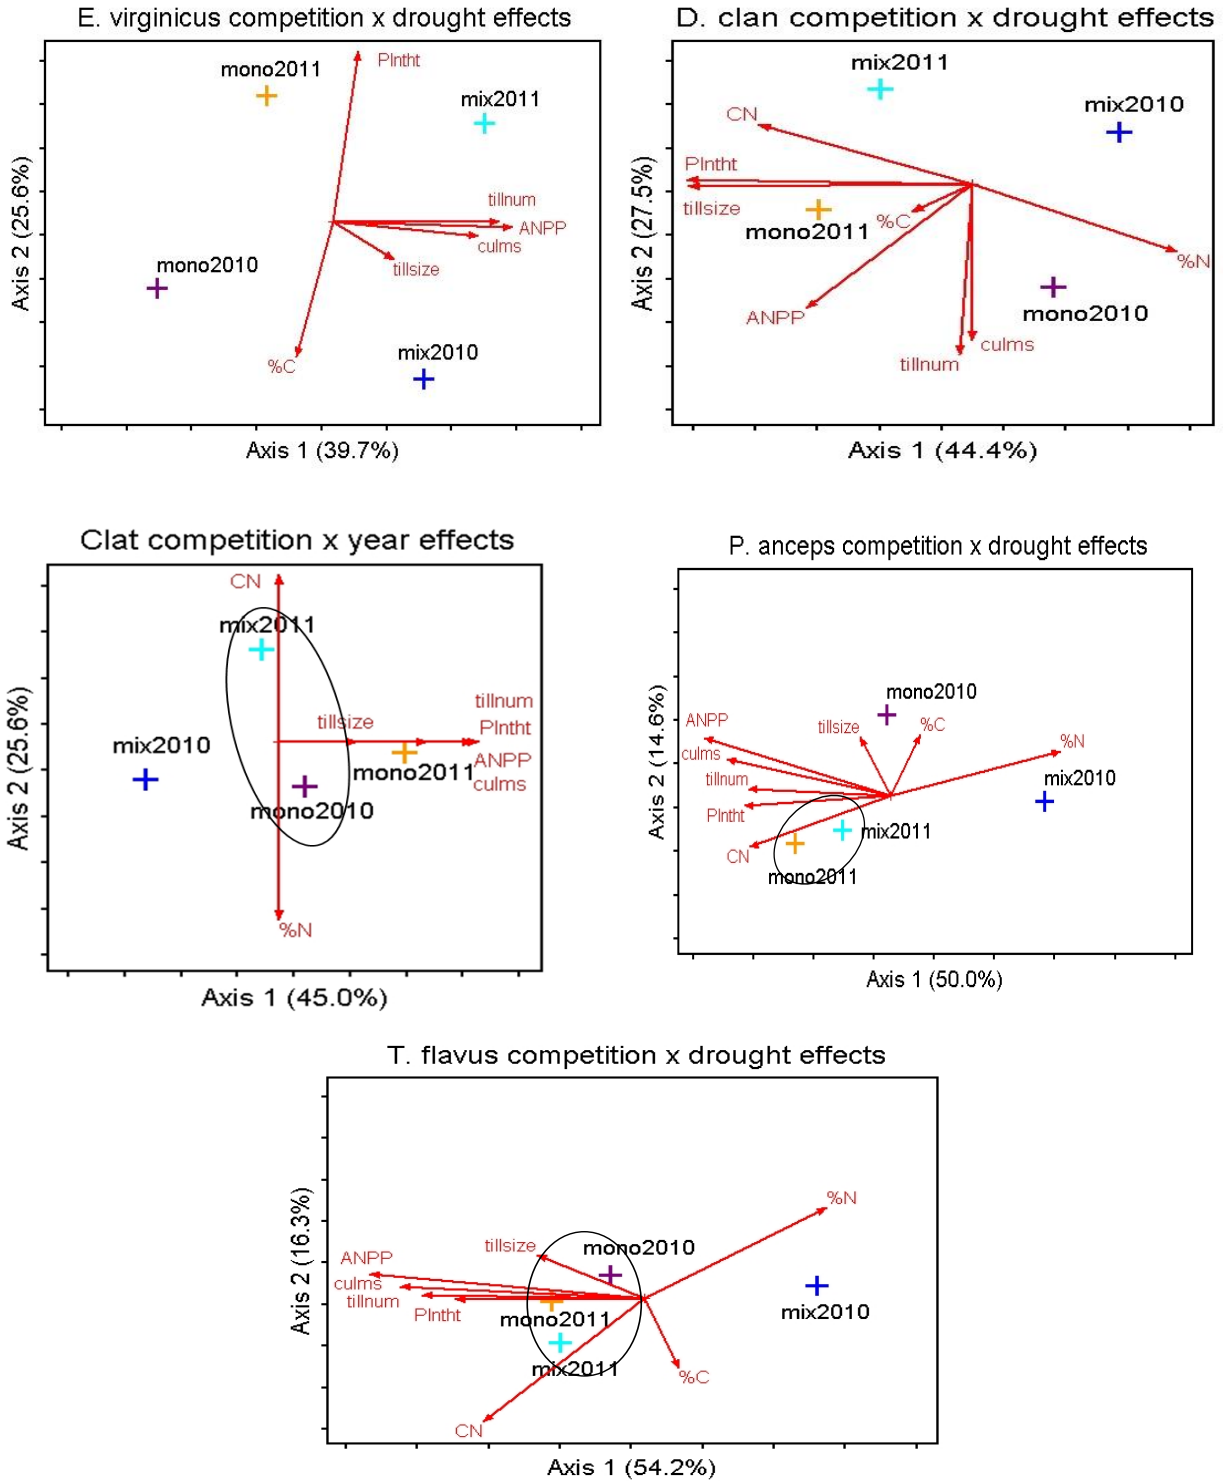 E. virginicus competition x drought effects
Plntht
mono2011
mix2011
tillnum
ANPP
culms
tillsize
mono2010
mix2010
%C
Axis 2 (25.6%)
Axis 1 (39.7%)
D. clan competition x drought effects
mix2011
mix2010
CN
Plntht
tillsize
%C
mono2011
%N
ANPP
mono2010
culms
tillnum
Axis 2 (27.5%)
Axis 1 (44.4%)
Clat competition x year effects
CN
mix2011
tillnum
tillsize
Plntht
mix2010
ANPP
mono2011
culms
mono2010
%N
Axis 2 (25.6%)
Axis 1 (45.0%)
P. anceps competition x drought effects
mono2010
ANPP
tillsize
%C
%N
culms
tillnum
mix2010
Plntht
mix2011
CN
mono2011
Axis 2 (14.6%)
Axis 1 (50.0%)
T. flavus competition x drought effects
%N
tillsize
mono2010
ANPP
culms
tillnum
Plntht
mono2011
mix2010
mix2011
%C
CN
Axis 2 (16.3%)
Axis 1 (54.2%)